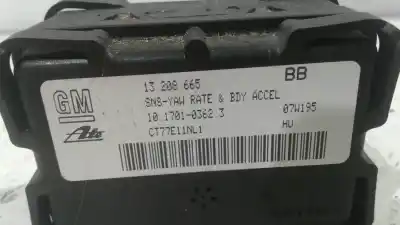 13 208 665 BB
GM SNS-YAW RATE & BDY ACCEL
10.1701-0362.3 07W195
Ate CT77E11NL1 HU